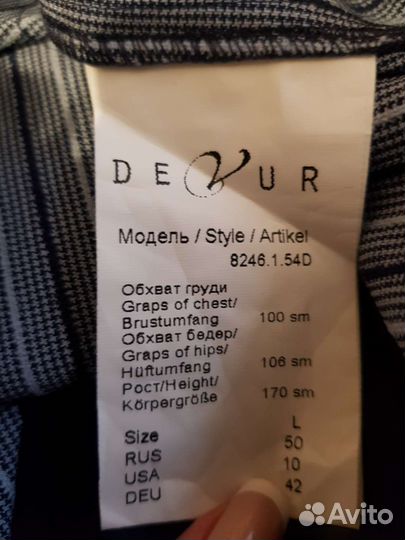 DEVUR
Модель / Style / Artikel
8246.1.54D
Обхват груди
Graps of chest/
Brustumfang 100 sm
Обхват бедер/
Graps of hips/
Hüftumfang 106 sm
Рост/Height/
Körpergröße 170 sm
Size L
RUS 50
USA 10
DEU 42
Avito